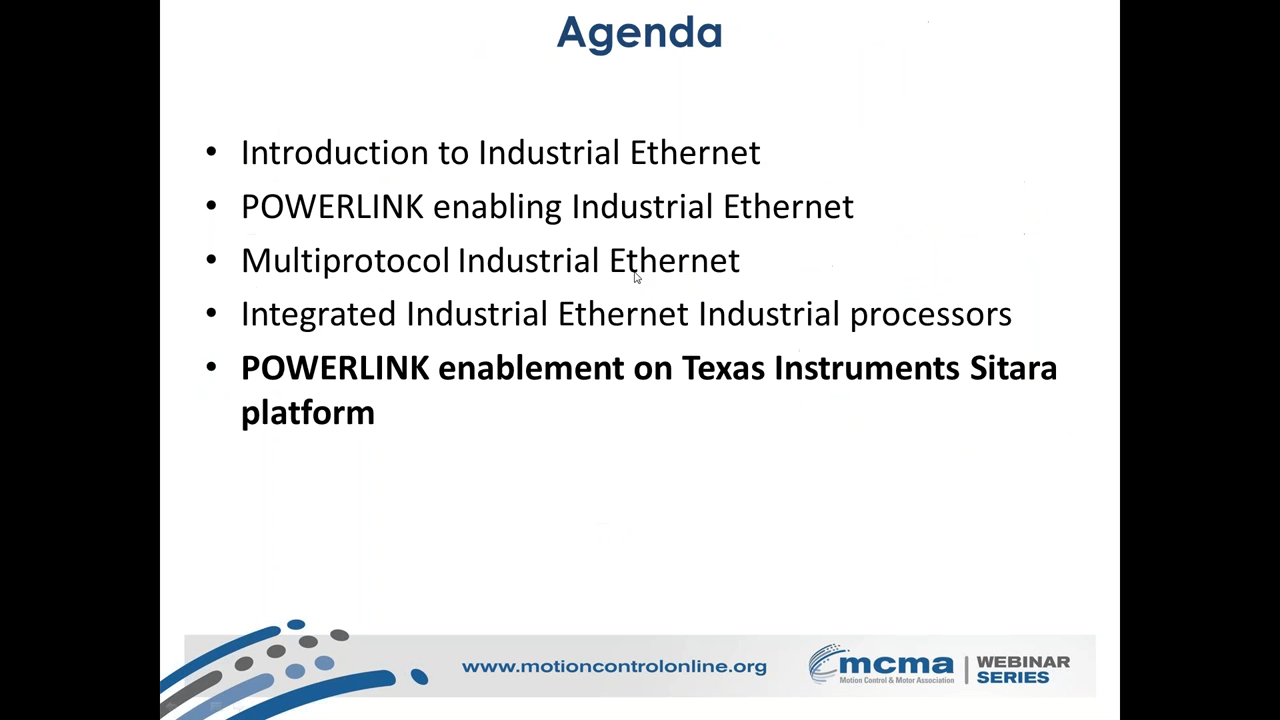 Agenda
• Introduction to Industrial Ethernet
• POWERLINK enabling Industrial Ethernet
• Multiprotocol Industrial Ethernet
• Integrated Industrial Ethernet Industrial processors
• POWERLINK enablement on Texas Instruments Sitara
platform
www.motioncontrolonline.org
mcma
Motion Control & Motor Association
WEBINAR
SERIES